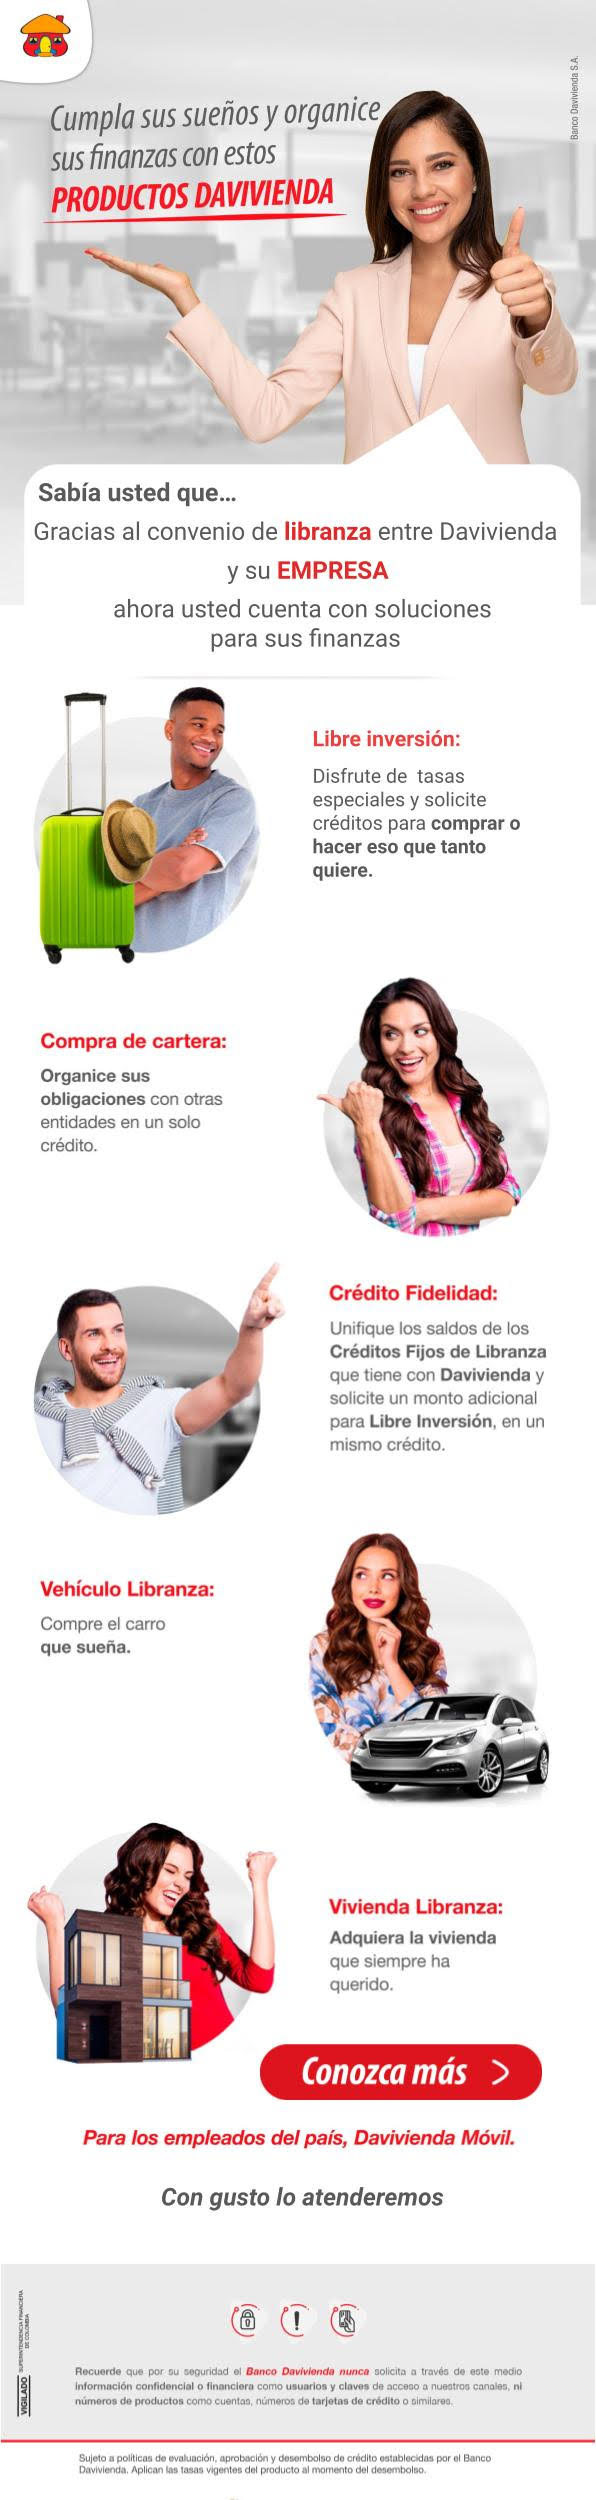 Banco Davivienda S.A.
Cumpla sus sueños y organice
sus finanzas con estos
PRODUCTOS DAVIVIENDA
Sabía usted que...
Gracias al convenio de libranza entre Davivienda
y su EMPRESA
ahora usted cuenta con soluciones
para sus finanzas
Libre inversión:
Disfrute de tasas
especiales y solicite
créditos para comprar o
hacer eso que tanto
quiere.
Compra de cartera:
Organice sus
obligaciones con otras
entidades en un solo
crédito.
Crédito Fidelidad:
Unifique los saldos de los
Créditos Fijos de Libranza
que tiene con Davivienda y
solicite un monto adicional
para Libre Inversión, en un
mismo crédito.
Vehículo Libranza:
Compre el carro
que sueña.
Vivienda Libranza:
Adquiera la vivienda
que siempre ha
querido.
Conozca más >
Para los empleados del país, Davivienda Móvil.
Con gusto lo atenderemos
VIGILADO SUPERINTENDENCIA FINANCIERA
DE COLOMBIA
Recuerde que por su seguridad el Banco Davivienda nunca solicita a través de este medio
información confidencial o financiera como usuarios y claves de acceso a nuestros canales, ni
números de productos como cuentas, números de tarjetas de crédito o similares.
Sujeto a políticas de evaluación, aprobación y desembolso de crédito establecidas por el Banco
Davivienda. Aplican las tasas vigentes del producto al momento del desembolso.